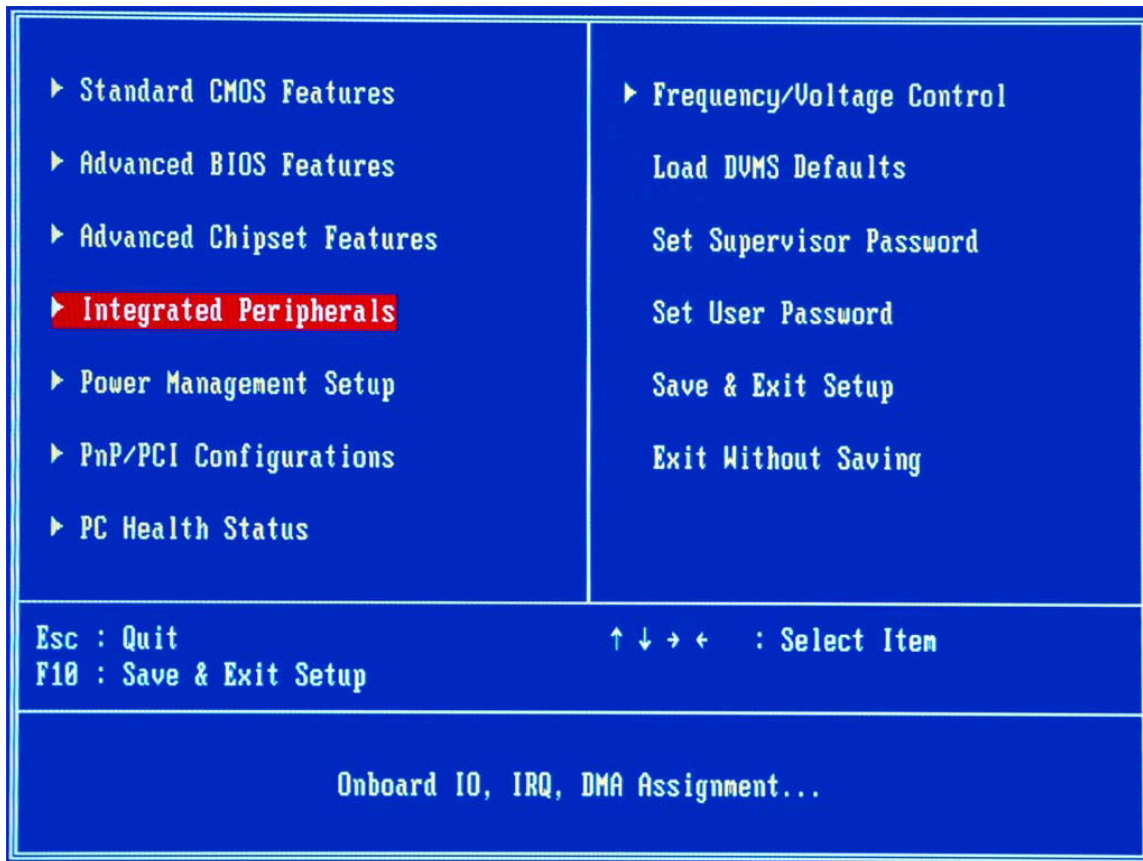 Standard CMOS Features
Advanced BIOS Features
Advanced Chipset Features
Integrated Peripherals
Power Management Setup
PnP/PCI Configurations
PC Health Status
Frequency/Voltage Control
Load DVMS Defaults
Set Supervisor Password
Set User Password
Save & Exit Setup
Exit Without Saving
Esc : Quit
F10 : Save & Exit Setup
↑ ↓ → ← : Select Item
Onboard IO, IRQ, DMA Assignment...